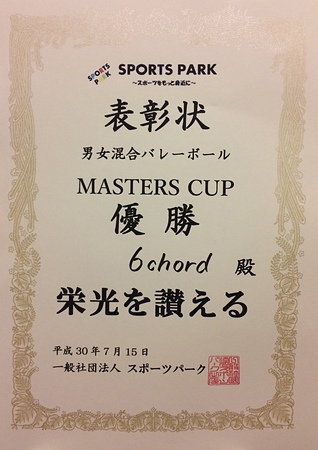 SPORTS PARK
SPORTS PARK
〜スポーツをもっと身近に〜
表彰状
男女混合バレーボール
MASTERS CUP
優勝
6chord 殿
栄光を讃える
平成30年7月15日
一般社団法人 スポーツパーク